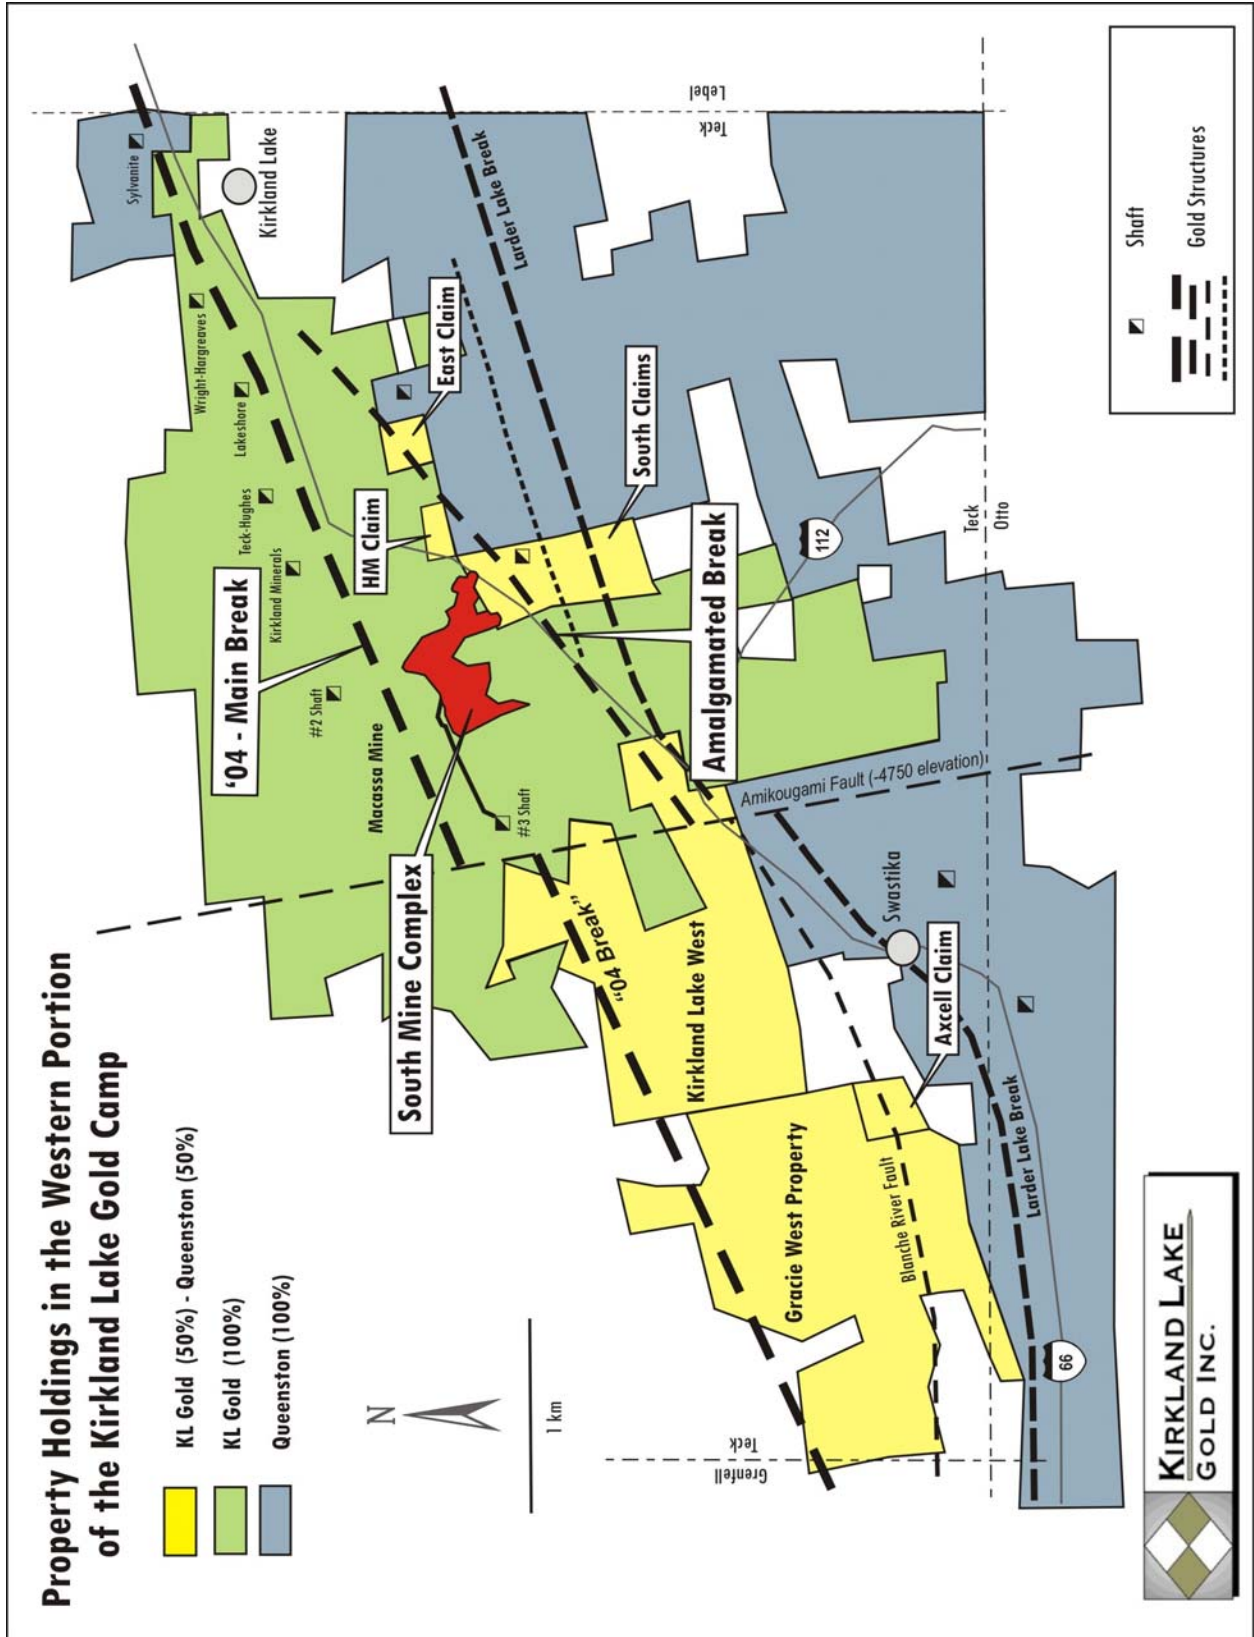 Property Holdings in the Western Portion
of the Kirkland Lake Gold Camp
KL Gold (50%) - Queenston (50%)
KL Gold (100%)
Queenston (100%)
N
1 km
Sylvanite
Kirkland Lake
Wright-Hargreaves
Lakeshore
Teck-Hughes
Kirkland Minerals
'04 - Main Break
#2 Shaft
Macassa Mine
HM Claim
East Claim
Larder Lake Break
Lebel
Teck
South Claims
South Mine Complex
#3 Shaft
Amalgamated Break
112
Teck
Otto
Amikougami Fault (-4750 elevation)
"04 Break"
Kirkland Lake West
Swastika
Axcell Claim
Gracie West Property
Blanche River Fault
Larder Lake Break
66
Teck
Grenfell
Shaft
Gold Structures
KIRKLAND LAKE
GOLD INC.